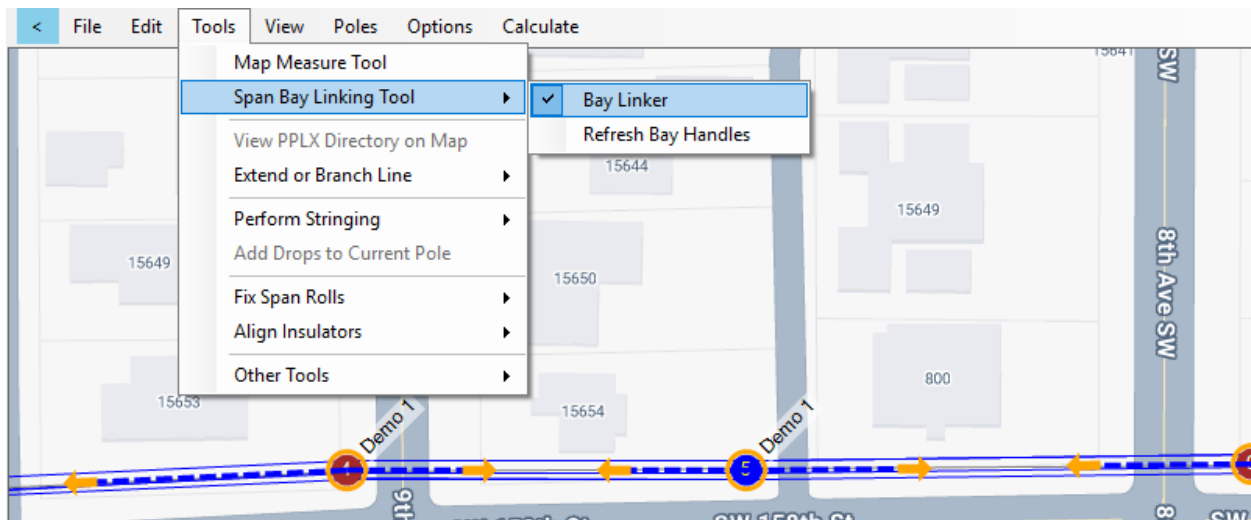 < File Edit Tools View Poles Options Calculate
Map Measure Tool
Span Bay Linking Tool
Bay Linker
Refresh Bay Handles
View PPLX Directory on Map
Extend or Branch Line
Perform Stringing
Add Drops to Current Pole
Fix Span Rolls
Align Insulators
Other Tools
15641
SW
15644
15649
8th Ave SW
15649
15650
800
15653
15654
Demo 1
Demo 1
4
5
9th
8
SW